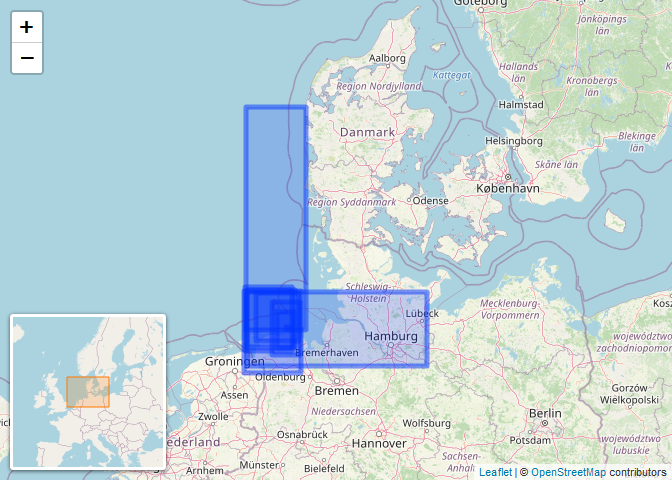 Göteborg
+
−
Jönköpings
län
Aalborg
Region Nordjylland
Kattegat
Hallands
län
Kronobergs
län
Halmstad
Danmark
Blekinge
län
Helsingborg
Skåne län
København
Odense
Region Syddanmark
Schleswig-
Holstein
Lübeck
Mecklenburg-
Vorpommern
Hamburg
Bremerhaven
Groningen
Oldenburg
Assen
Bremen
Niedersachsen
Zwolle
Wolfsburg
Gorzów
Wielkopolski
Berlin
Potsdam
Osnabrück
Hannover
Nederland
Münster
Bielefeld
Arnhem
Sachsen-
województwo
zachodniopomor
województwo
lubuskie
Leaflet | © OpenStreetMap contributors